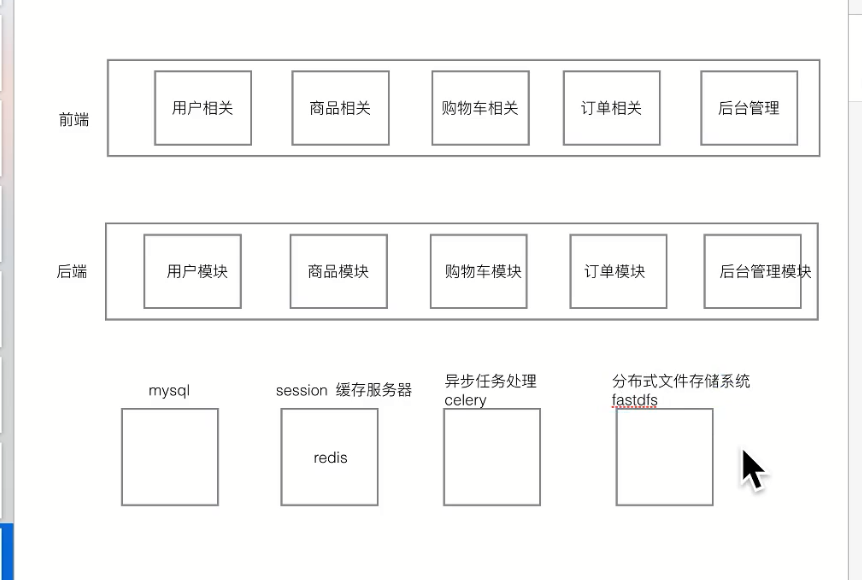 前端
用户相关
商品相关
购物车相关
订单相关
后台管理
后端
用户模块
商品模块
购物车模块
订单模块
后台管理模块
mysql
session 缓存服务器
异步任务处理
celery
分布式文件存储系统
fastdfs
redis